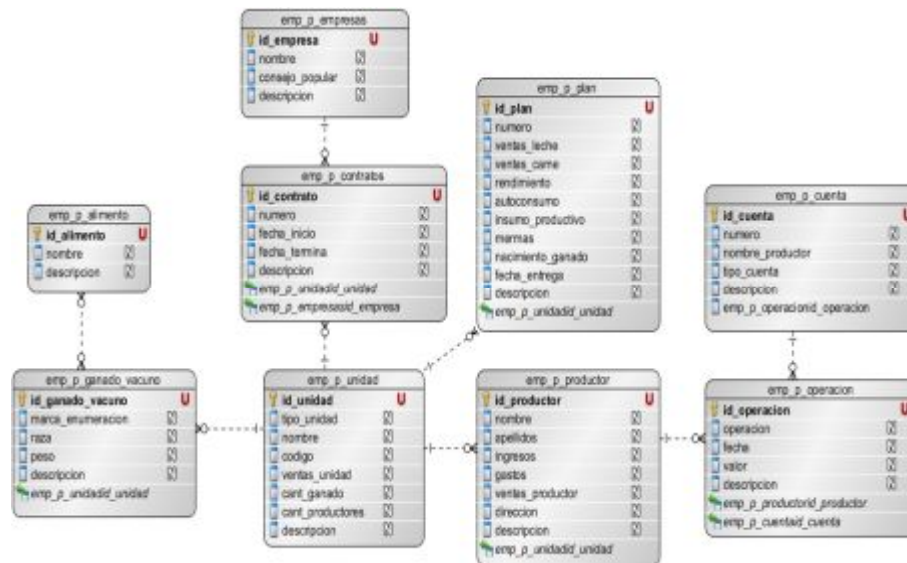 emp_p_empresas
id_empresa U
nombre N
consejo_popular N
descripcion N
emp_p_plan
id_plan U
numero N
ventas_leche N
ventas_carne N
rendimiento N
autoconsumo N
insumo_productivo N
mermas N
nacimiento_ganado N
fecha_entrega N
descripcion N
emp_p_unidadid_unidad
emp_p_contratos
id_contrato U
numero N
fecha_inicio N
fecha_termina N
descripcion N
emp_p_unidadid_unidad
emp_p_empresasid_empresa
emp_p_alimento
id_alimento U
nombre N
descripcion N
emp_p_cuenta
id_cuenta U
numero N
nombre_productor N
tipo_cuenta N
descripcion N
emp_p_operacionid_operacion
emp_p_ganado_vacuno
id_ganado_vacuno U
marca_enumeracion N
raza N
peso N
descripcion N
emp_p_unidadid_unidad
emp_p_unidad
id_unidad U
tipo_unidad N
nombre N
codigo N
ventas_unidad N
cant_ganado N
cant_productores N
descripcion N
emp_p_productor
id_productor U
nombre N
apellidos N
ingresos N
gastos N
ventas_productor N
direccion N
descripcion N
emp_p_unidadid_unidad
emp_p_operacion
id_operacion U
operacion N
fecha N
valor N
descripcion N
emp_p_productorid_productor
emp_p_cuentaid_cuenta